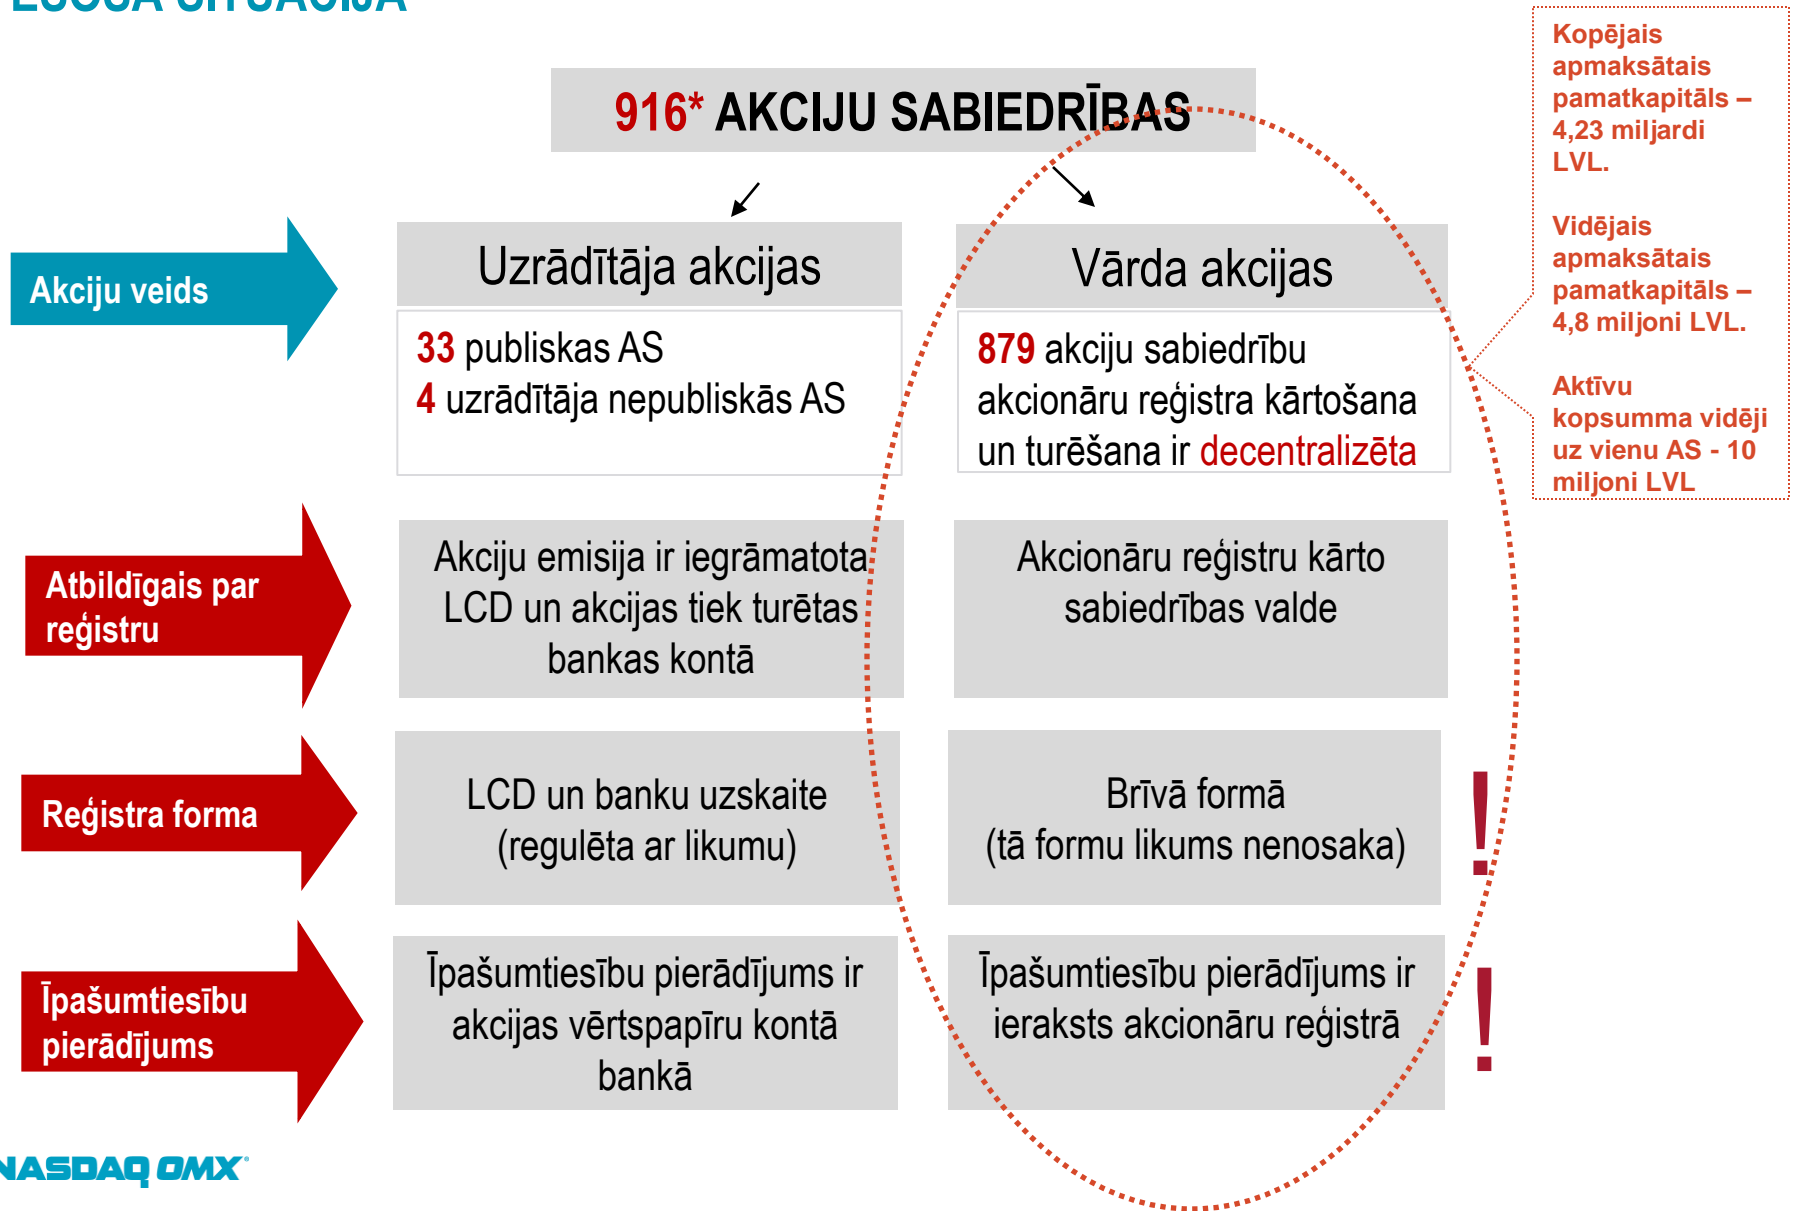 916* AKCIJU SABIEDRĪBAS
Kopējais
apmaksātais
pamatkapitāls –
4,23 miljardi
LVL.
Vidējais
apmaksātais
pamatkapitāls –
4,8 miljoni LVL.
Aktīvu
kopsumma vidēji
uz vienu AS - 10
miljoni LVL
Akciju veids
Uzrādītāja akcijas
33 publiskas AS
4 uzrādītāja nepubliskās AS
Vārda akcijas
879 akciju sabiedrību
akcionāru reģistra kārtošana
un turēšana ir decentralizēta
Atbildīgais par
reģistru
Akciju emisija ir iegrāmatota
LCD un akcijas tiek turētas
bankas kontā
Akcionāru reģistru kārto
sabiedrības valde
Reģistra forma
LCD un banku uzskaite
(regulēta ar likumu)
Brīvā formā
(tā formu likums nenosaka)
!
Īpašumtiesību
pierādījums
Īpašumtiesību pierādījums ir
akcijas vērtspapīru kontā
bankā
Īpašumtiesību pierādījums ir
ieraksts akcionāru reģistrā
!
NASDAQ OMX